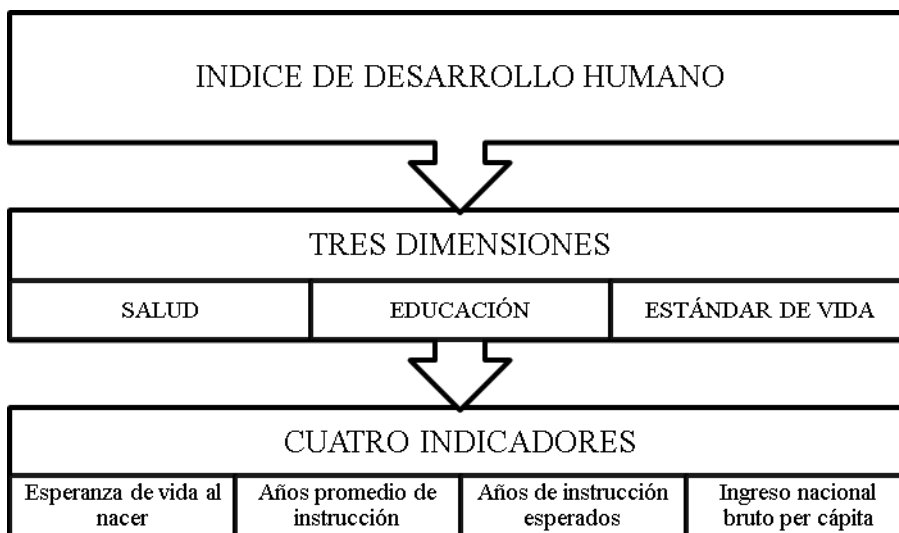 INDICE DE DESARROLLO HUMANO
TRES DIMENSIONES
SALUD
EDUCACIÓN
ESTÁNDAR DE VIDA
CUATRO INDICADORES
Esperanza de vida al
nacer
Años promedio de
instrucción
Años de instrucción
esperados
Ingreso nacional
bruto per cápita